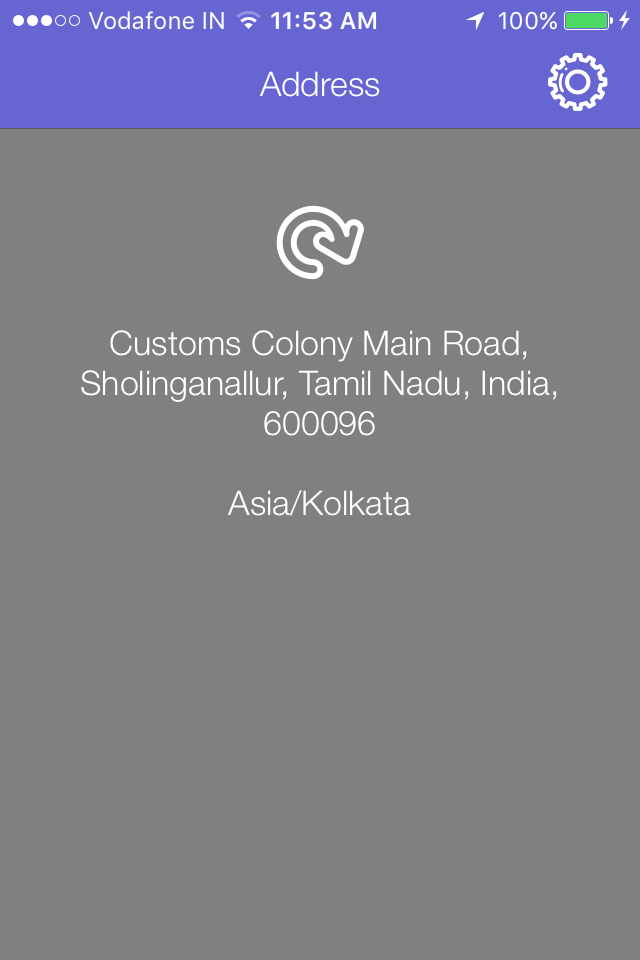 Vodafone IN 11:53 AM 100%
Address
Customs Colony Main Road,
Sholinganallur, Tamil Nadu, India,
600096
Asia/Kolkata